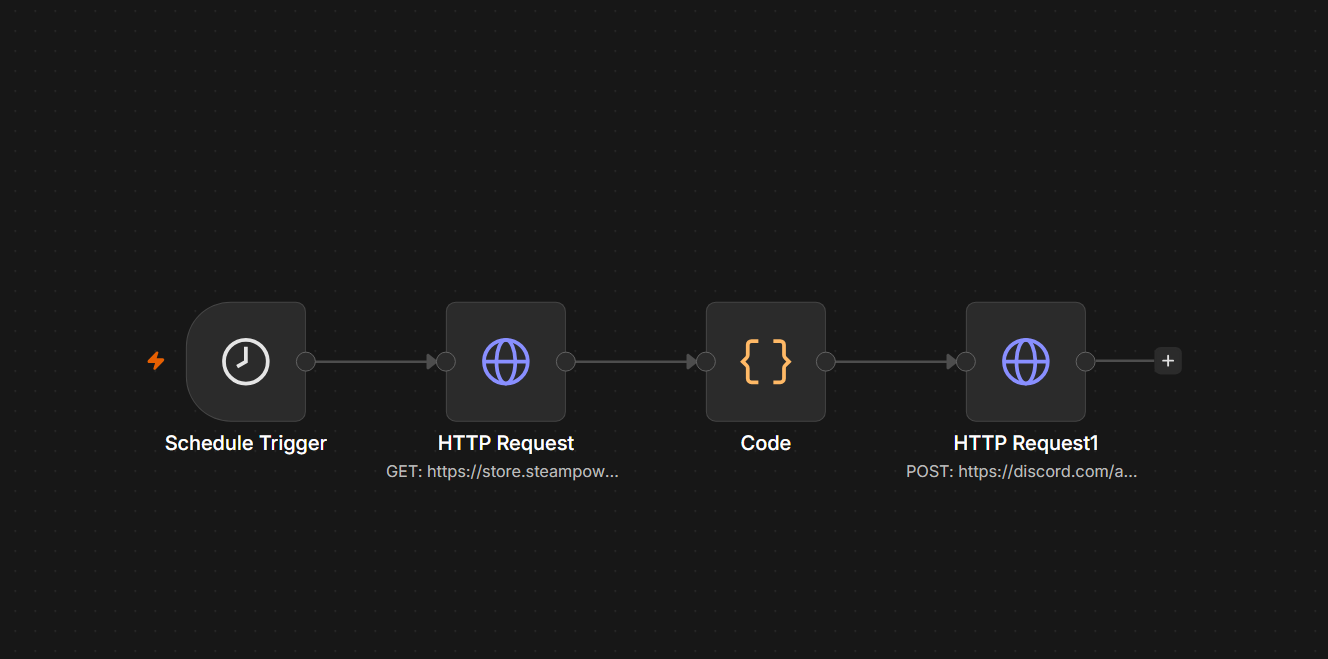 Schedule Trigger
HTTP Request
GET: https://store.steampow...
Code
HTTP Request1
POST: https://discord.com/a...